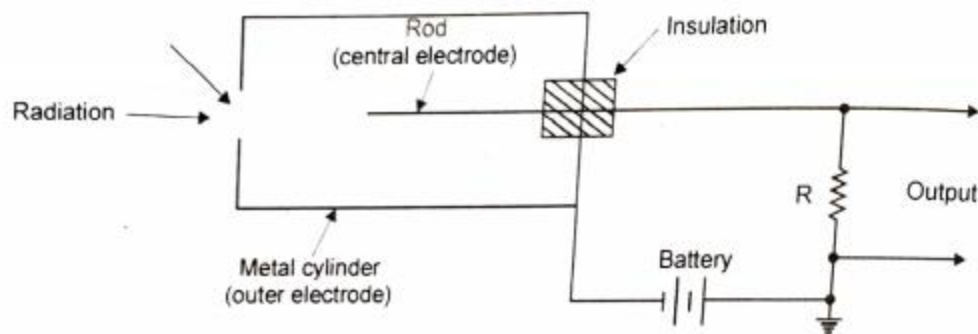 Rod
(central electrode)
Insulation
Radiation
R
Output
Metal cylinder
(outer electrode)
Battery